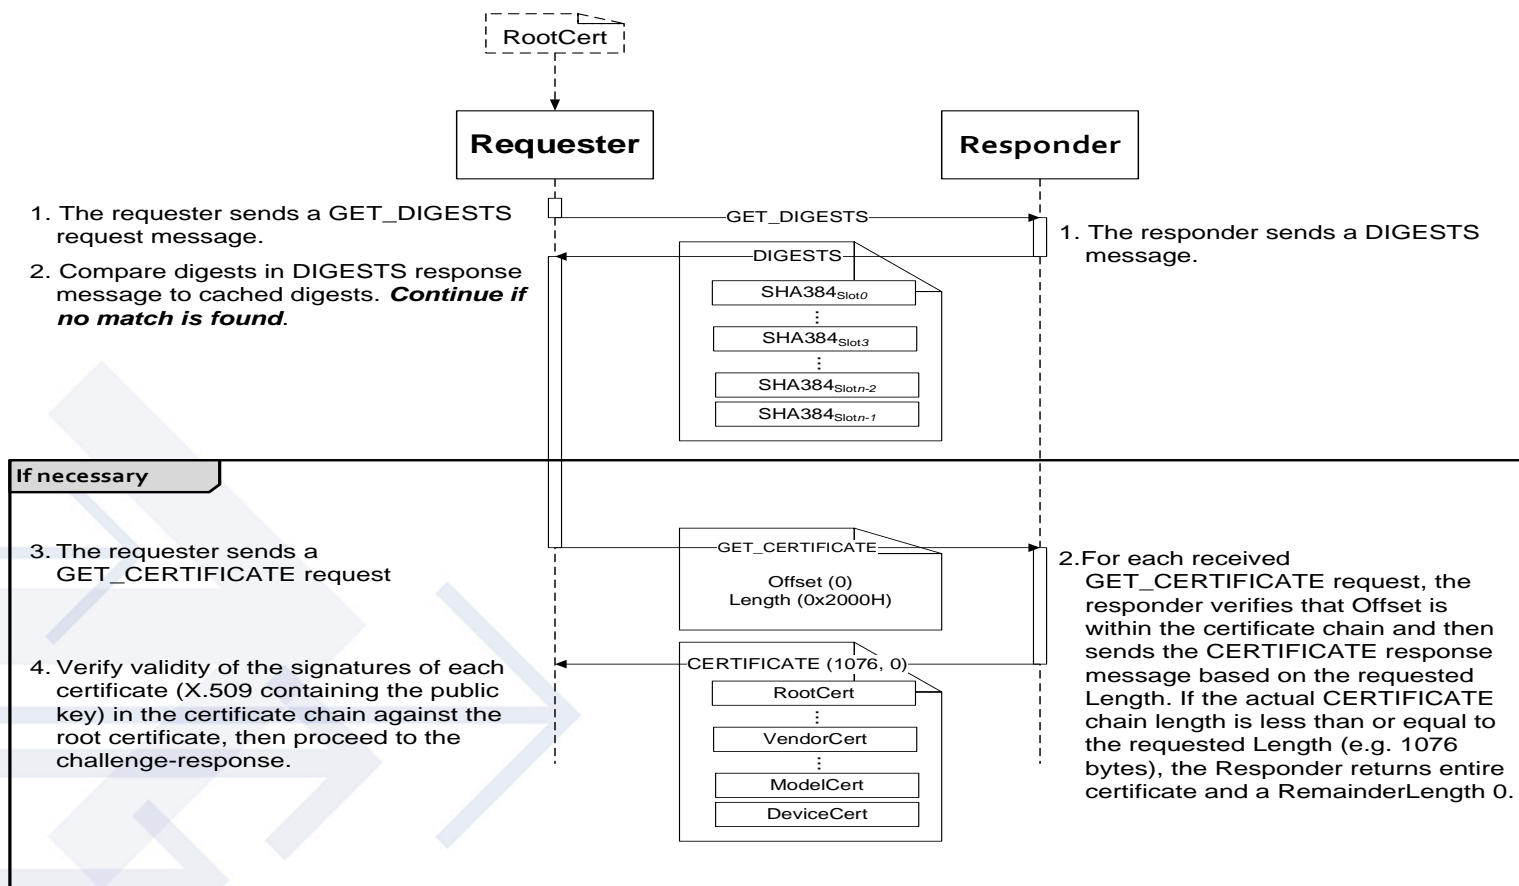 RootCert
Requester
Responder
1. The requester sends a GET_DIGESTS
request message.
2. Compare digests in DIGESTS response
message to cached digests. Continue if
no match is found.
GET_DIGESTS
DIGESTS
SHA384Slot0
⋮
SHA384Slot3
⋮
SHA384Slotn-2
SHA384Slotn-1
1. The responder sends a DIGESTS
message.
If necessary
3. The requester sends a
GET_CERTIFICATE request
4. Verify validity of the signatures of each
certificate (X.509 containing the public
key) in the certificate chain against the
root certificate, then proceed to the
challenge-response.
GET_CERTIFICATE
Offset (0)
Length (0x2000H)
CERTIFICATE (1076, 0)
RootCert
⋮
VendorCert
⋮
ModelCert
DeviceCert
2.For each received
GET_CERTIFICATE request, the
responder verifies that Offset is
within the certificate chain and then
sends the CERTIFICATE response
message based on the requested
Length. If the actual CERTIFICATE
chain length is less than or equal to
the requested Length (e.g. 1076
bytes), the Responder returns entire
certificate and a RemainderLength 0.